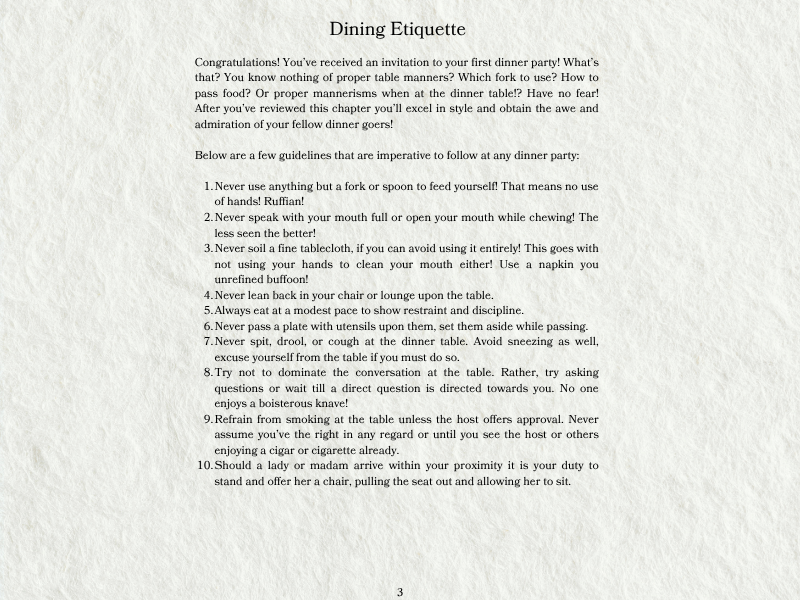 Dining Etiquette
Congratulations! You've received an invitation to your first dinner party! What's
that? You know nothing of proper table manners? Which fork to use? How to
pass food? Or proper mannerisms when at the dinner table!? Have no fear!
After you've reviewed this chapter you'll excel in style and obtain the awe and
admiration of your fellow dinner goers!
Below are a few guidelines that are imperative to follow at any dinner party:
1. Never use anything but a fork or spoon to feed yourself! That means no use
of hands! Ruffian!
2. Never speak with your mouth full or open your mouth while chewing! The
less seen the better!
3. Never soil a fine tablecloth, if you can avoid using it entirely! This goes with
not using your hands to clean your mouth either! Use a napkin you
unrefined buffoon!
4. Never lean back in your chair or lounge upon the table.
5. Always eat at a modest pace to show restraint and discipline.
6. Never pass a plate with utensils upon them, set them aside while passing.
7. Never spit, drool, or cough at the dinner table. Avoid sneezing as well,
excuse yourself from the table if you must do so.
8. Try not to dominate the conversation at the table. Rather, try asking
questions or wait till a direct question is directed towards you. No one
enjoys a boisterous knave!
9. Refrain from smoking at the table unless the host offers approval. Never
assume you've the right in any regard or until you see the host or others
enjoying a cigar or cigarette already.
10. Should a lady or madam arrive within your proximity it is your duty to
stand and offer her a chair, pulling the seat out and allowing her to sit.
3